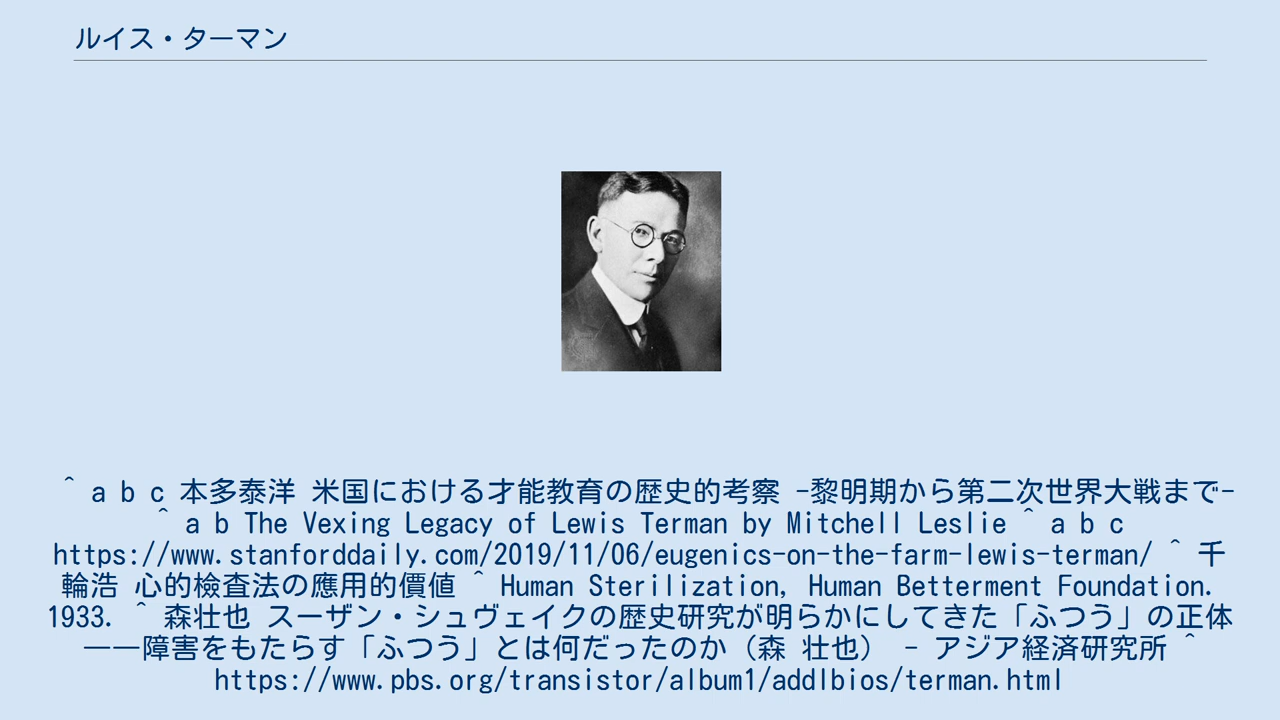 ルイス・ターマン
^ a b c 本多泰洋 米国における才能教育の歴史的考察 -黎明期から第二次世界大戦まで-
^ a b The Vexing Legacy of Lewis Terman by Mitchell Leslie ^ a b c
https://www.stanforddaily.com/2019/11/06/eugenics-on-the-farm-lewis-terman/ ^ 千
輪浩 心的檢査法の應用的價値 ^ Human Sterilization, Human Betterment Foundation.
1933. ^ 森壮也 スーザン・シュヴェイクの歴史研究が明らかにしてきた「ふつう」の正体
――障害をもたらす「ふつう」とは何だったのか（森 壮也） - アジア経済研究所 ^
https://www.pbs.org/transistor/album1/addlbios/terman.html